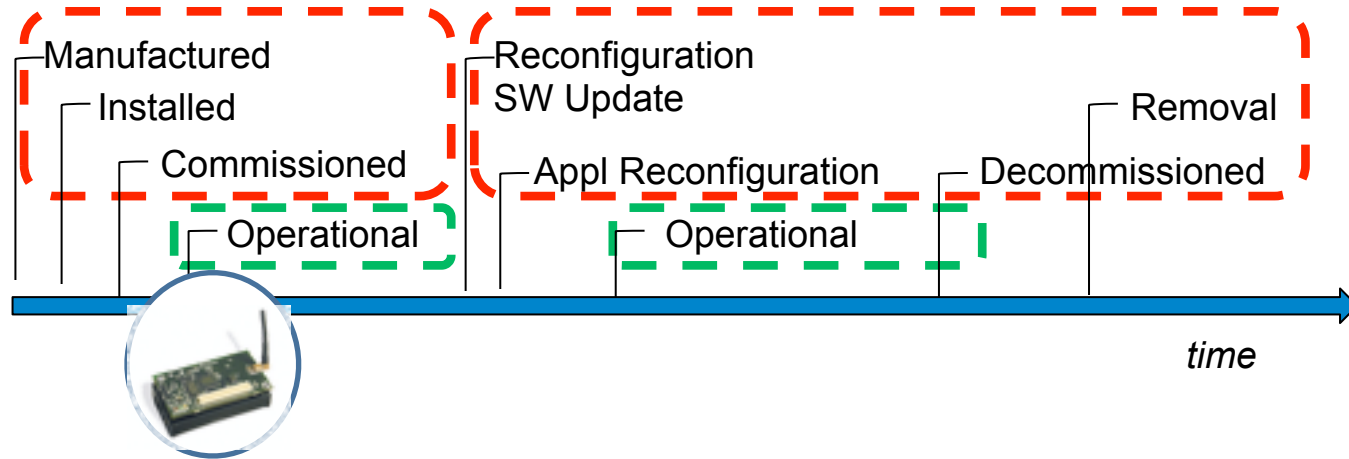 Manufactured
Installed
Commissioned
Operational
Reconfiguration
SW Update
Appl Reconfiguration
Operational
Decommissioned
Removal
time